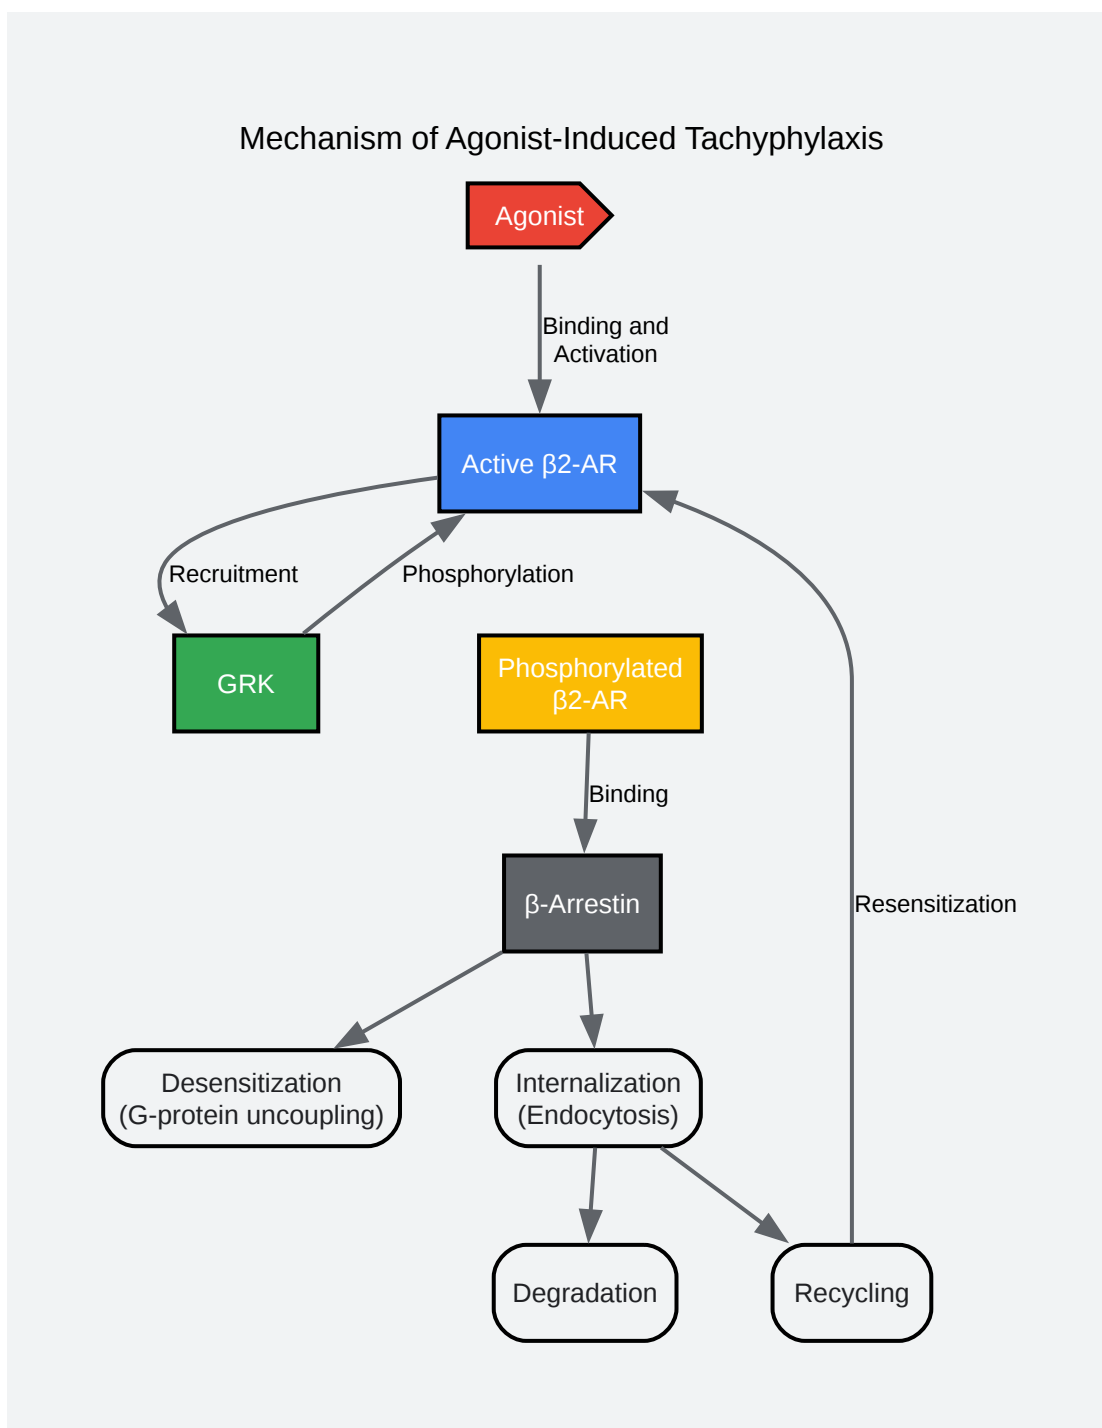 Mechanism of Agonist-Induced Tachyphylaxis
Agonist
Binding and
Activation
Active β2-AR
Recruitment
Phosphorylation
GRK
Phosphorylated
β2-AR
Binding
β-Arrestin
Resensitization
Desensitization
(G-protein uncoupling)
Internalization
(Endocytosis)
Degradation
Recycling